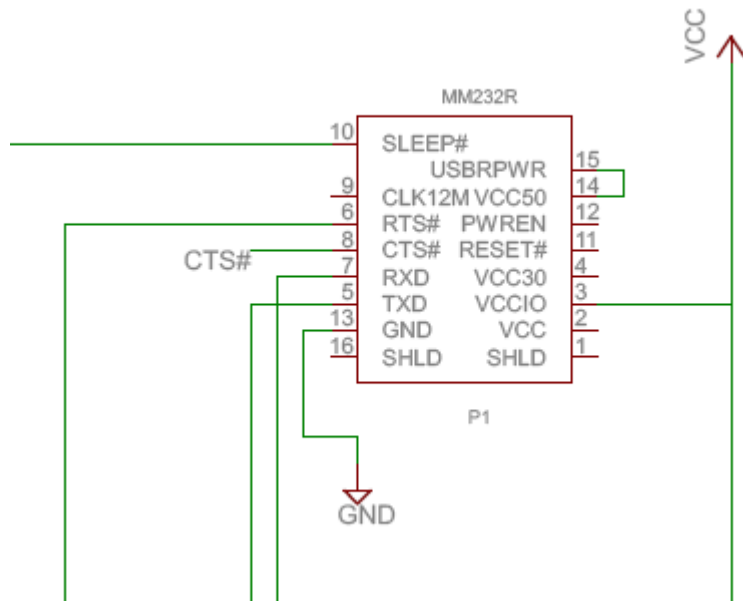 VCC
MM232R
10 SLEEP#
USBRPWR 15
9 CLK12M VCC50 14
6 RTS# PWREN 12
CTS# 8 CTS# RESET# 11
7 RXD VCC30 4
5 TXD VCCIO 3
13 GND VCC 2
16 SHLD SHLD 1
P1
GND